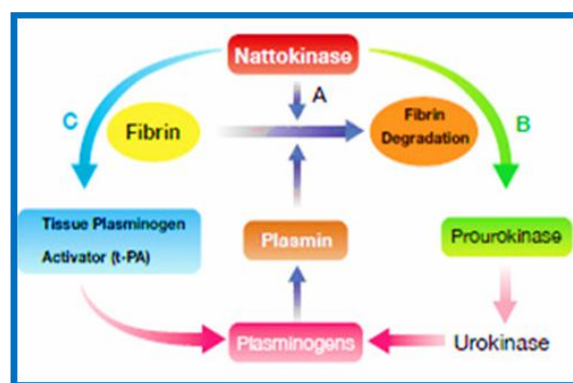 Nattokinase
A
C
B
Fibrin
Fibrin
Degradation
Tissue Plasminogen
Activator (t-PA)
Plasmin
Prourokinase
Plasminogens
Urokinase